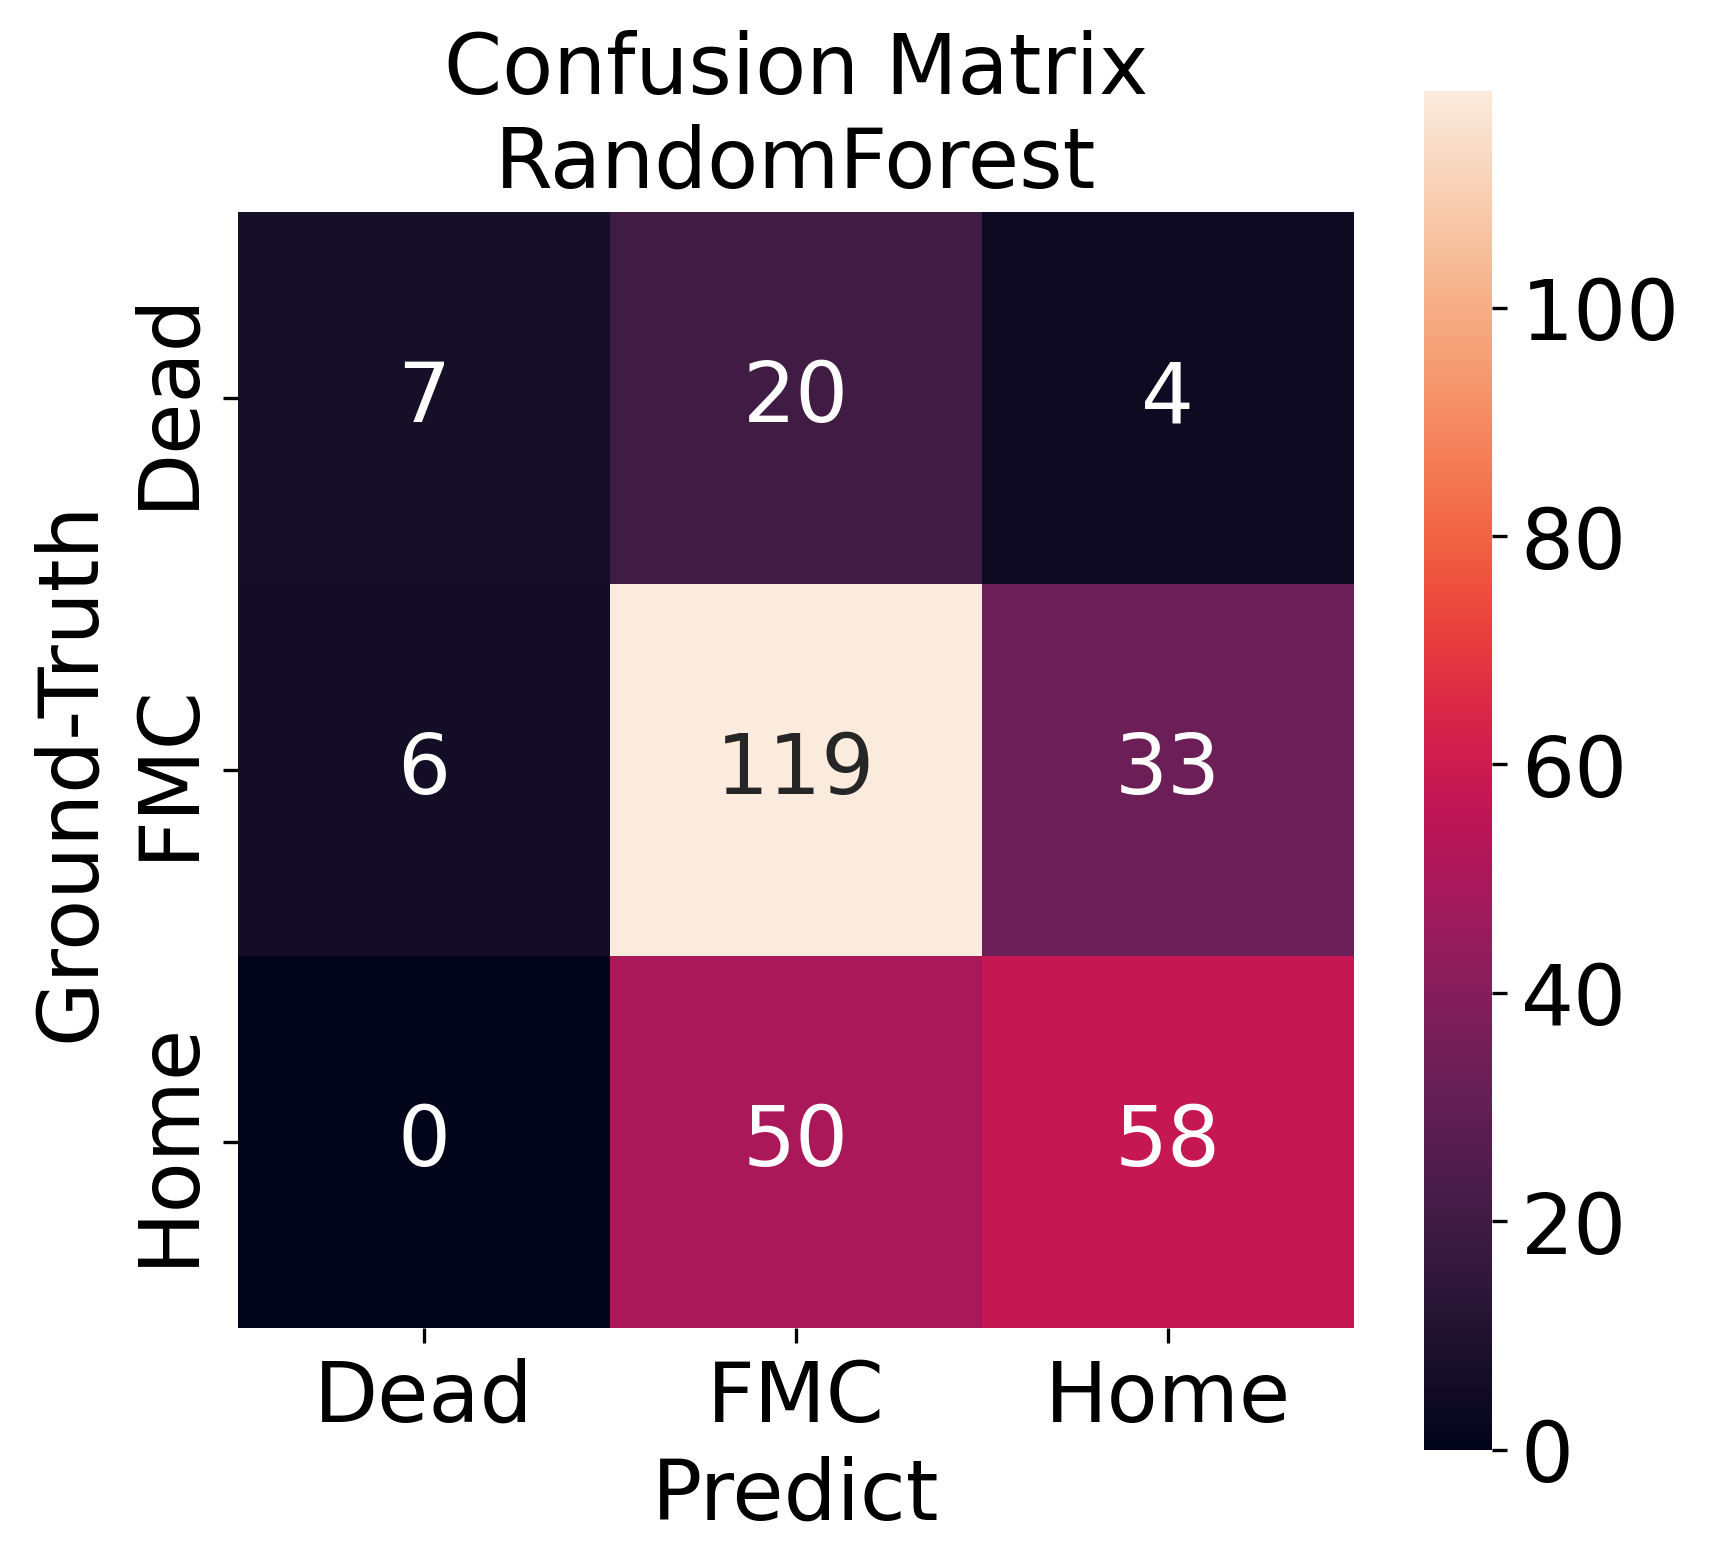 Confusion Matrix
RandomForest
Ground-Truth
Dead
7 20 4
FMC
6 119 33
Home
0 50 58
Dead FMC Home
Predict
100
80
60
40
20
0